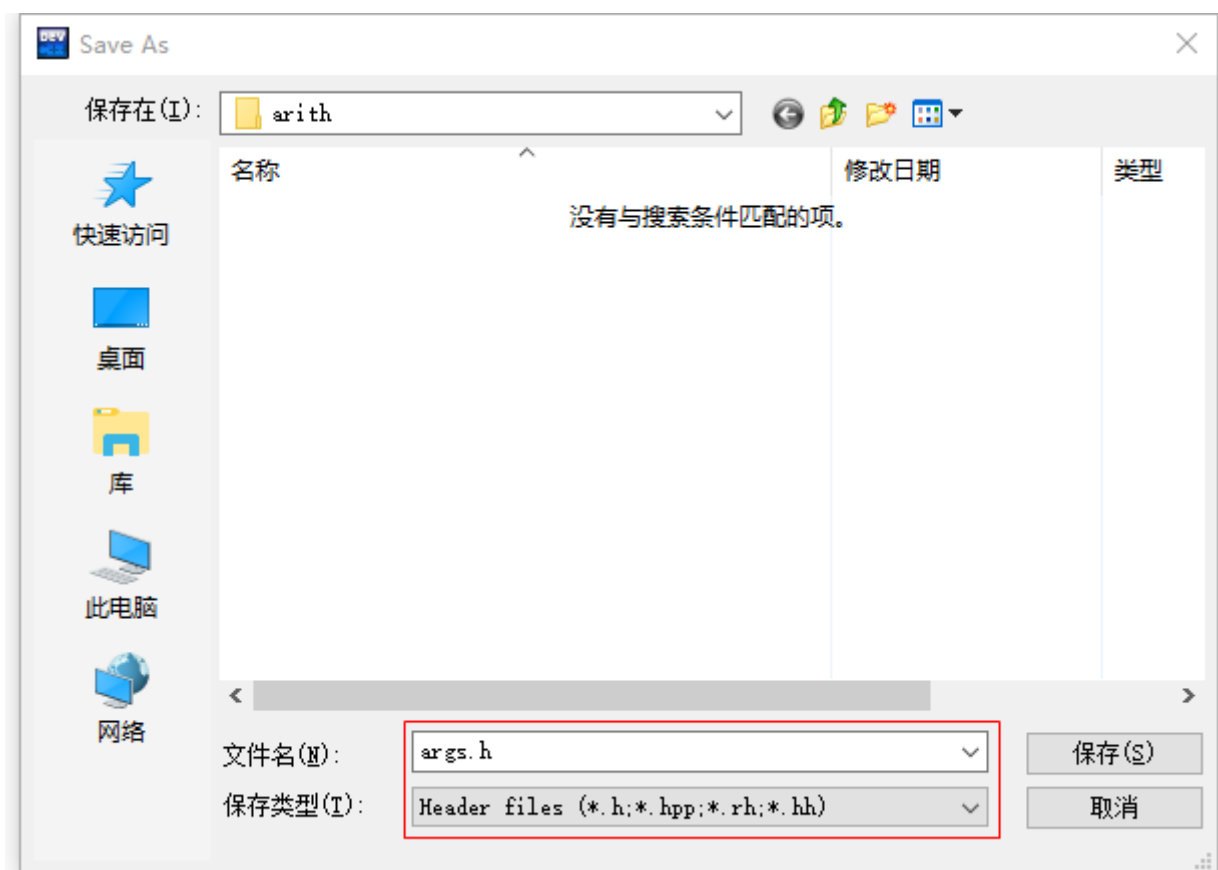 DEV
Save As
保存在(I):
arith
名称
修改日期
类型
没有与搜索条件匹配的项。
快速访问
桌面
库
此电脑
网络
文件名(N):
args.h
保存(S)
保存类型(T):
Header files (*.h;*.hpp;*.rh;*.hh)
取消